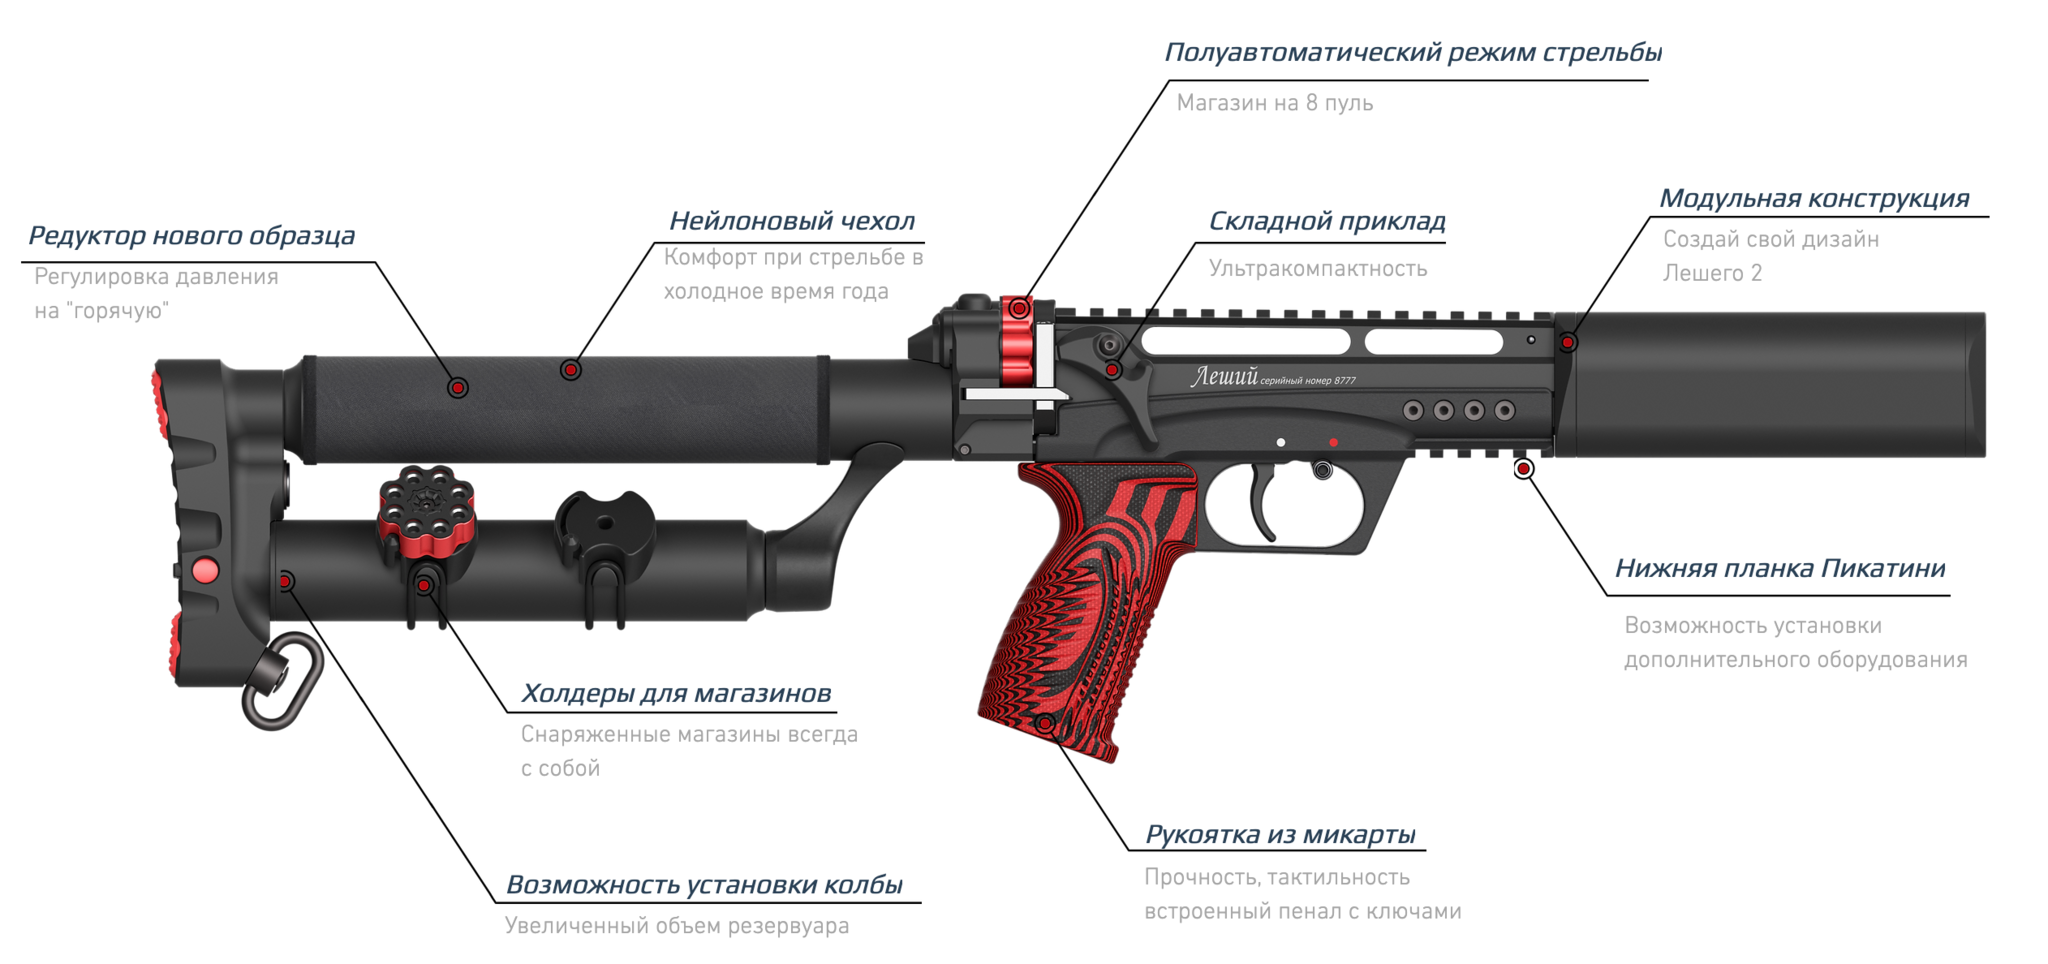 Полуавтоматический режим стрельбы
Магазин на 8 пуль
Модульная конструкция
Создай свой дизайн
Лешего 2
Складной приклад
Ультракомпактность
Нейлоновый чехол
Комфорт при стрельбе в
холодное время года
Редуктор нового образца
Регулировка давления
на "горячую"
Леший серийный номер 8777
Нижняя планка Пикатини
Возможность установки
дополнительного оборудования
Холдеры для магазинов
Снаряженные магазины всегда
с собой
Рукоятка из микарты
Прочность, тактильность
встроенный пенал с ключами
Возможность установки колбы
Увеличенный объем резервуара